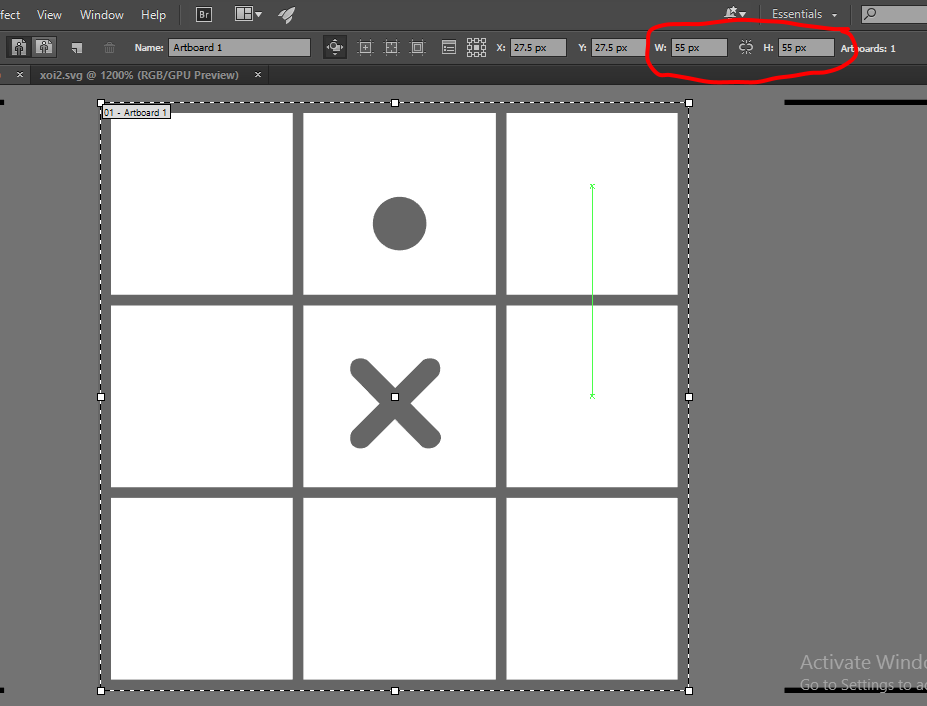 fect View Window Help Br Essentials
Name: Artboard 1 X: 27.5 px Y: 27.5 px W: 55 px H: 55 px Artboards: 1
× xoi2.svg @ 1200% (RGB/GPU Preview) ×
01 - Artboard 1
Activate Windo
Go to Settings to a